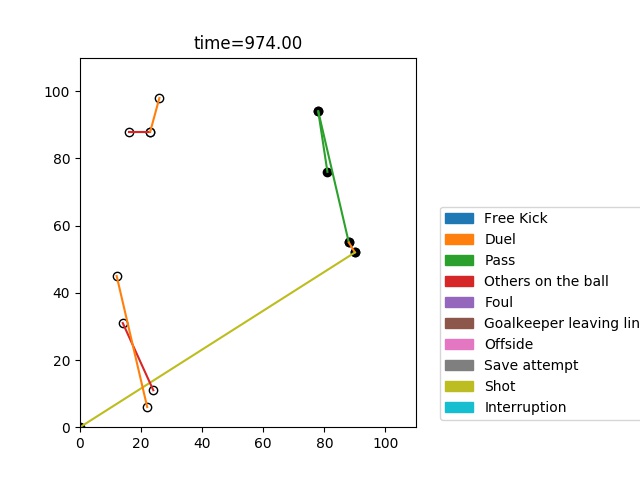 time=974.00
100
80
60
40
20
0
0 20 40 60 80 100
Free Kick
Duel
Pass
Others on the ball
Foul
Goalkeeper leaving lin
Offside
Save attempt
Shot
Interruption